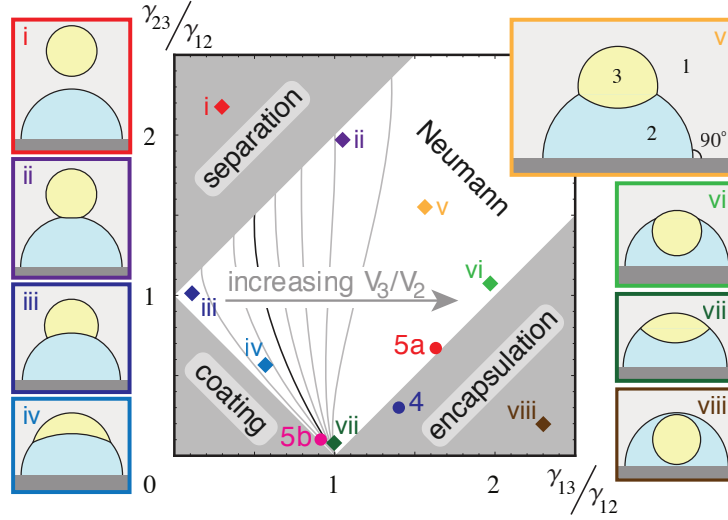 γ23/γ12
i
ii
iii
iv
2
1
0
1
2
γ13/γ12
separation
i
ii
Neumann
v
vi
increasing V3/V2
iii
iv
coating
5b
vii
5a
4
encapsulation
viii
v
1
3
2
90°
vi
vii
viii